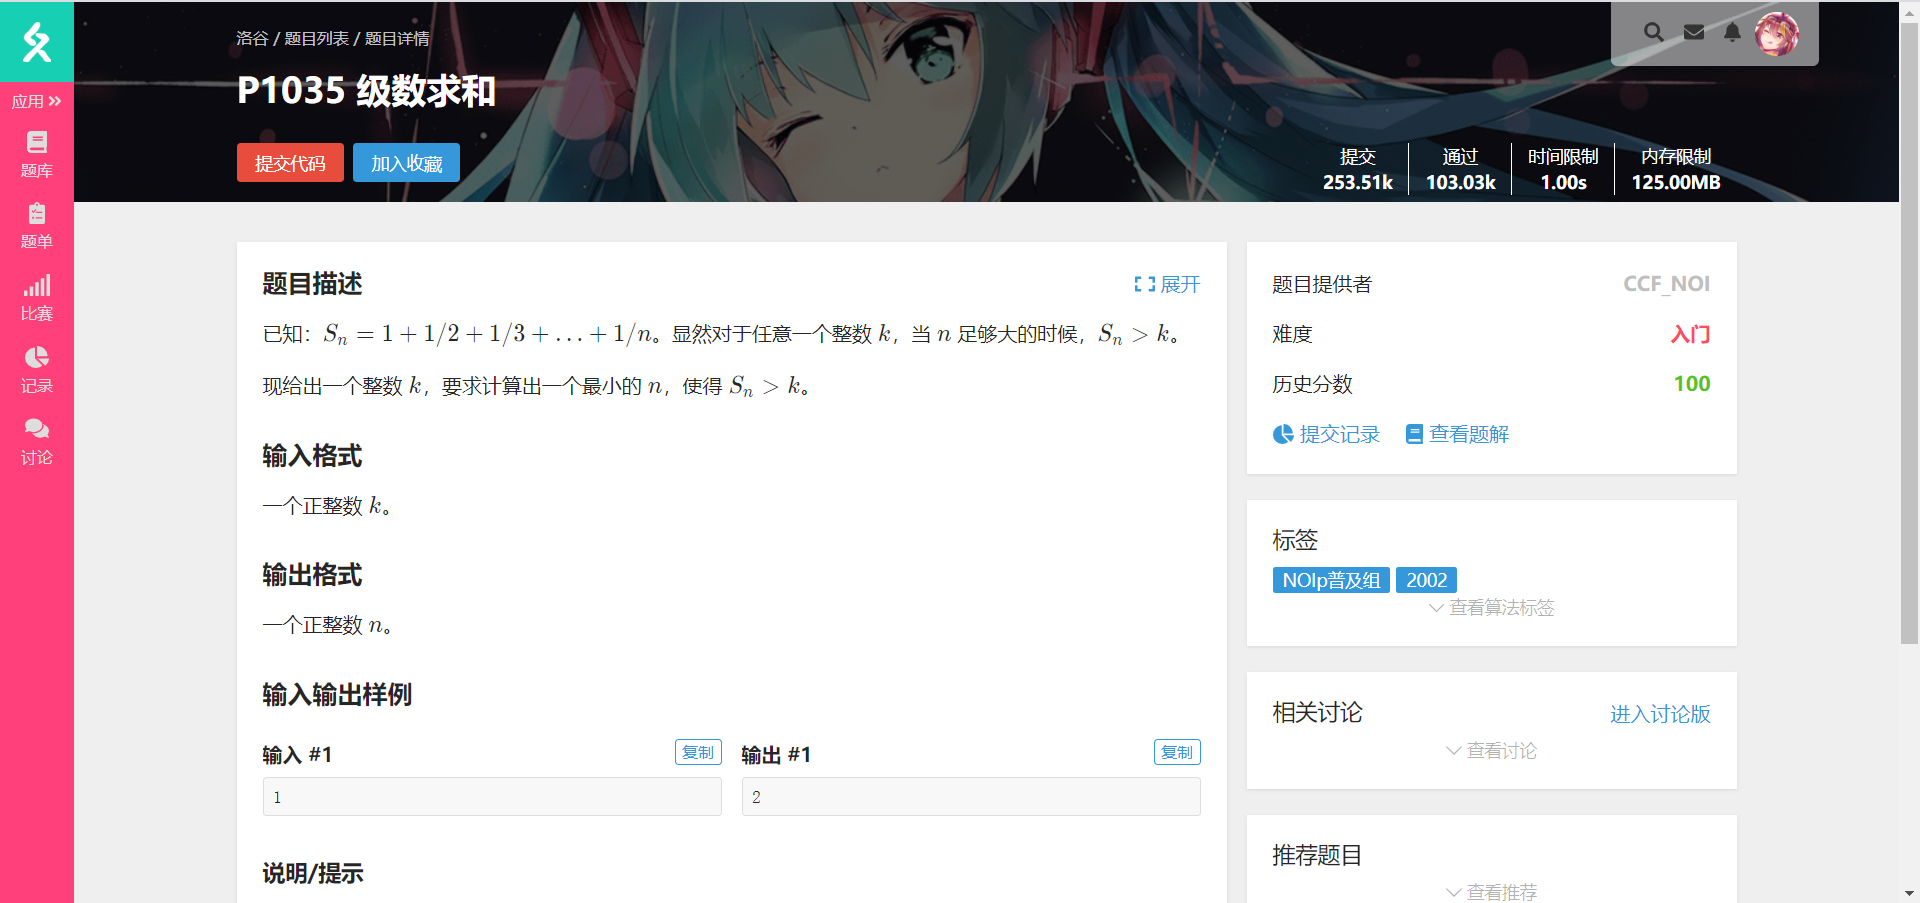 洛谷 / 题目列表 / 题目详情
P1035 级数求和
提交代码 加入收藏
提交 通过 时间限制 内存限制
253.51k 103.03k 1.00s 125.00MB
应用
题库
题单
比赛
记录
讨论
题目描述 展开
已知：Sₙ = 1 + 1/2 + 1/3 + … + 1/n。显然对于任意一个整数 k，当 n 足够大的时候，Sₙ > k。
现给出一个整数 k，要求计算出一个最小的 n，使得 Sₙ > k。
输入格式
一个正整数 k。
输出格式
一个正整数 n。
输入输出样例
输入 #1 复制 输出 #1 复制
1 2
说明/提示
题目提供者 CCF_NOI
难度 入门
历史分数 100
提交记录 查看题解
标签
NOIp普及组 2002
查看算法标签
相关讨论 进入讨论版
查看讨论
推荐题目
查看推荐